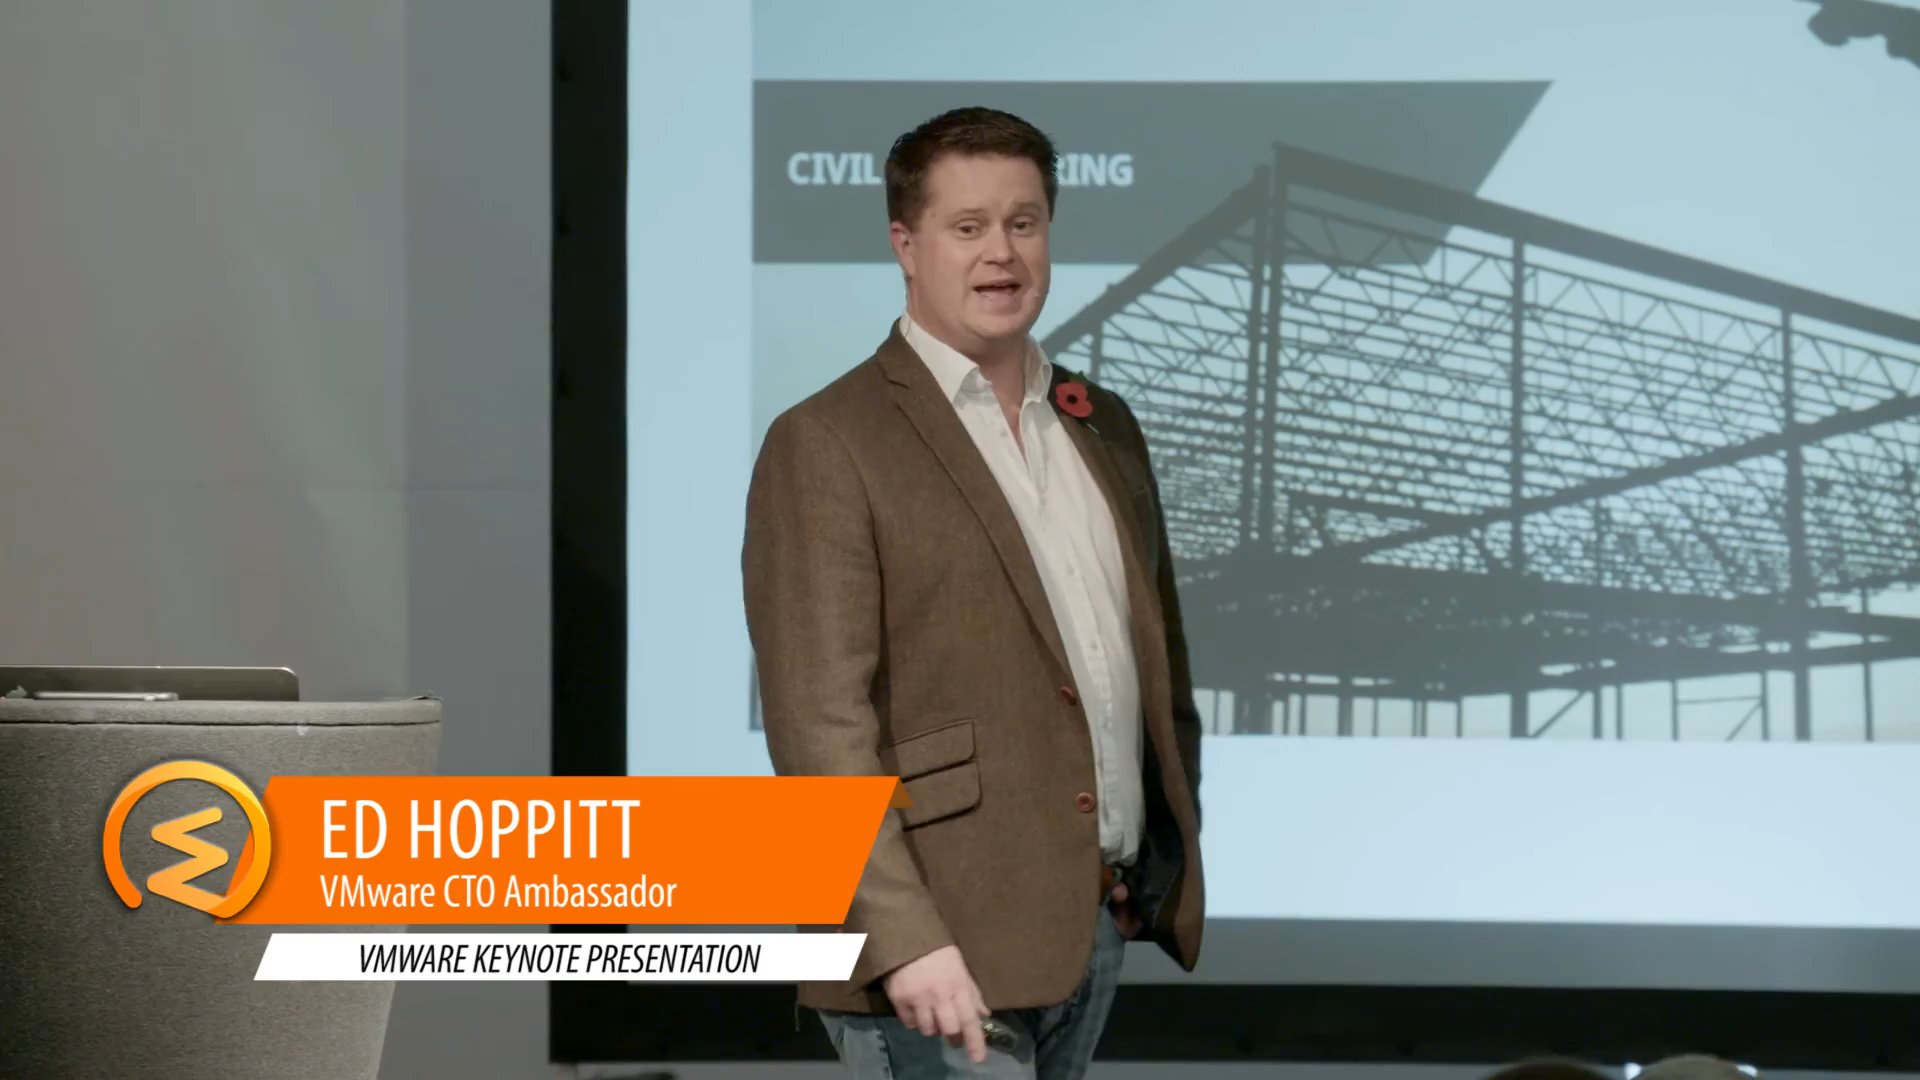 CIVIL RING
ED HOPPITT
VMware CTO Ambassador
VMWARE KEYNOTE PRESENTATION